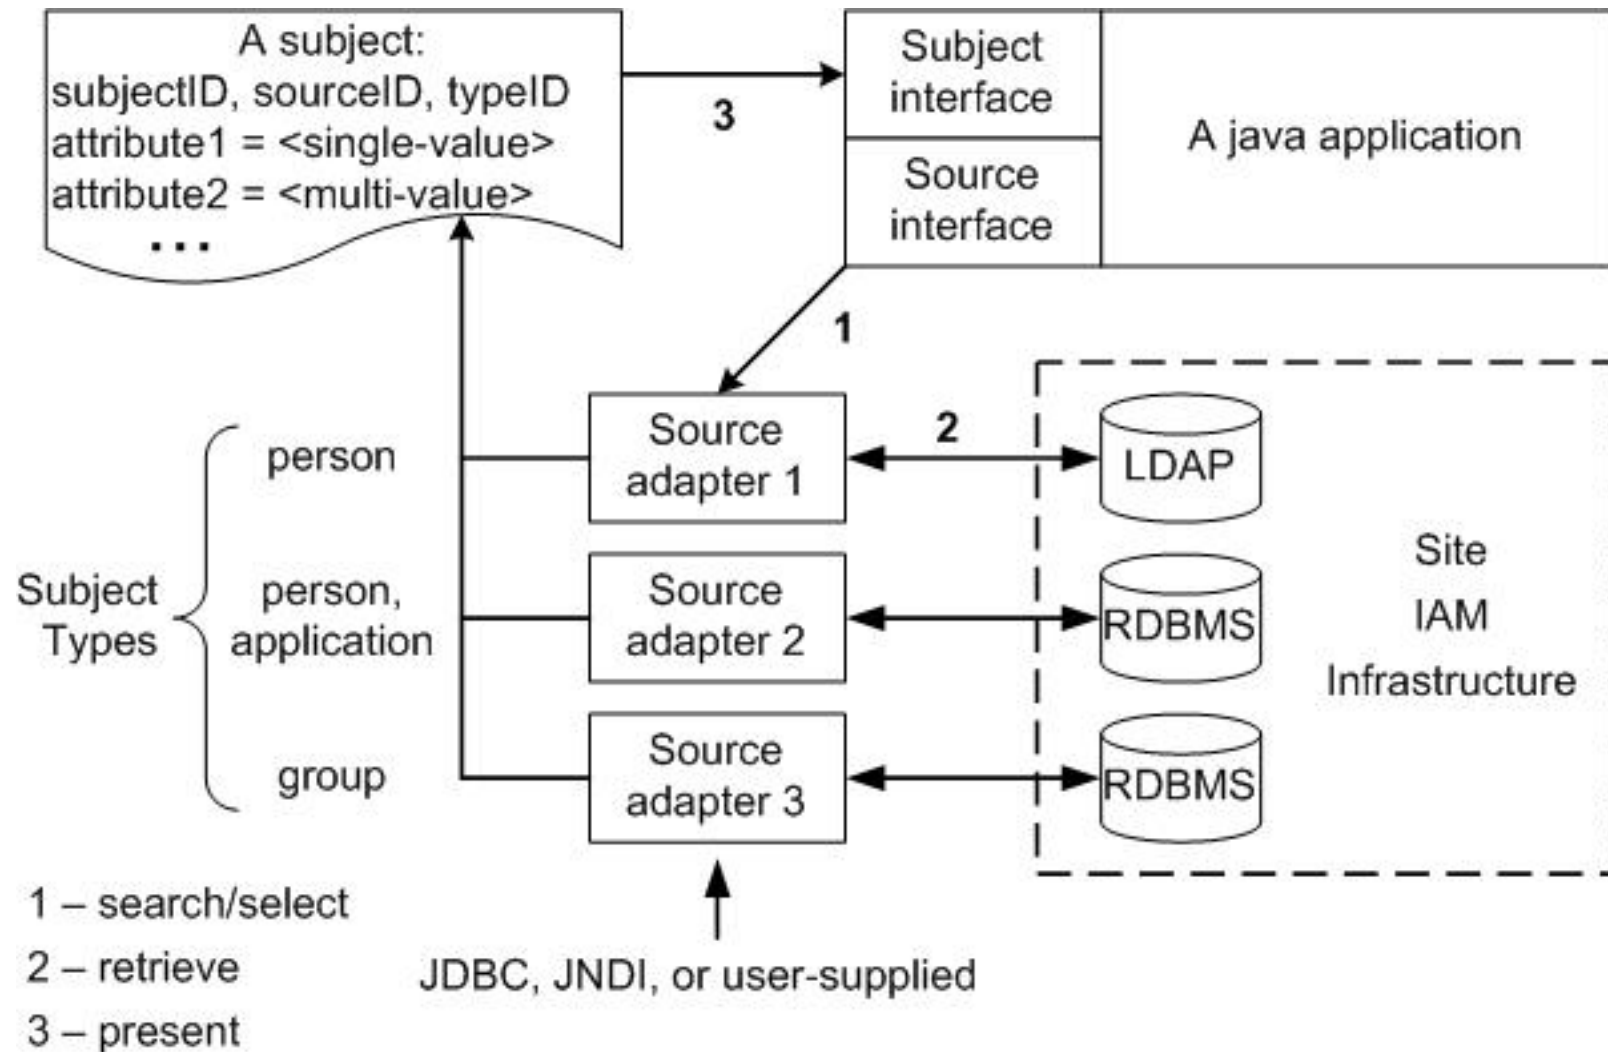 A subject:
subjectID, sourceID, typeID
attribute1 = <single-value>
attribute2 = <multi-value>
...
3
Subject
interface
Source
interface
A java application
1
Subject
Types
person
person,
application
group
Source
adapter 1
Source
adapter 2
Source
adapter 3
2
LDAP
RDBMS
RDBMS
Site
IAM
Infrastructure
1 – search/select
2 – retrieve
3 – present
JDBC, JNDI, or user-supplied